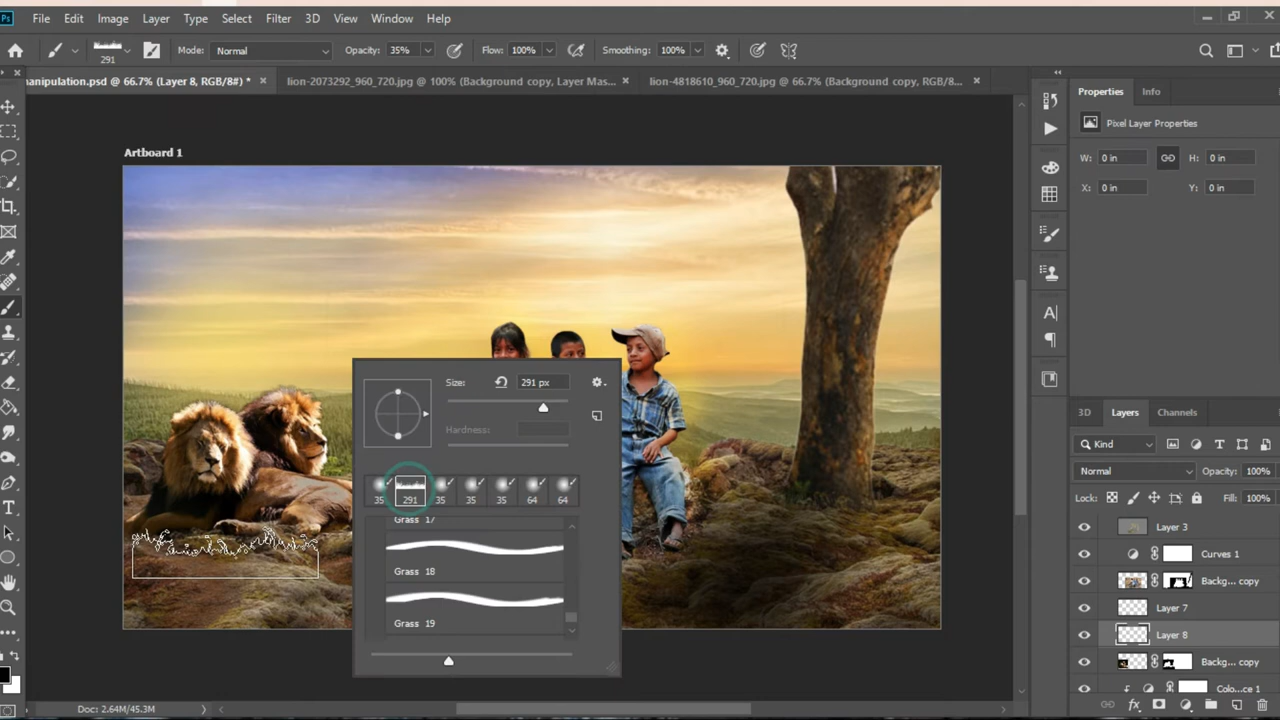 Ps File Edit Image Layer Type Select Filter 3D View Window Help
291 Mode: Normal Opacity: 35% Flow: 100% Smoothing: 100%
anipulation.psd @ 66.7% (Layer 8, RGB/8#) * × lion-2073292_960_720.jpg @ 100% (Background copy, Layer Mas... × lion-4818610_960_720.jpg @ 66.7% (Background copy, RGB/8... ×
Artboard 1
Size: 291 px
Hardness:
35 291 35 35 35 64 64
Grass 17
Grass 18
Grass 19
Properties Info
Pixel Layer Properties
W: 0 in H: 0 in
X: 0 in Y: 0 in
3D Layers Channels
Kind
Normal Opacity: 100%
Lock: Fill: 100%
Layer 3
Curves 1
Backg... copy
Layer 7
Layer 8
Backg... copy
Colo...ce 1
Doc: 2.64M/45.3M